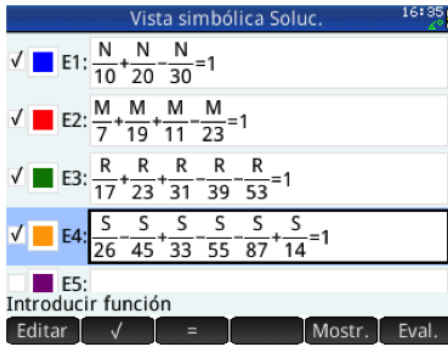 Vista simbólica Soluc. 16:35
√ E1: N/10+N/20-N/30=1
√ E2: M/7+M/19+M/11-M/23=1
√ E3: R/17+R/23+R/31-R/39-R/53=1
√ E4: S/26-S/45+S/33-S/55-S/87+S/14=1
E5:
Introducir función
Editar √ = Mostr. Eval.